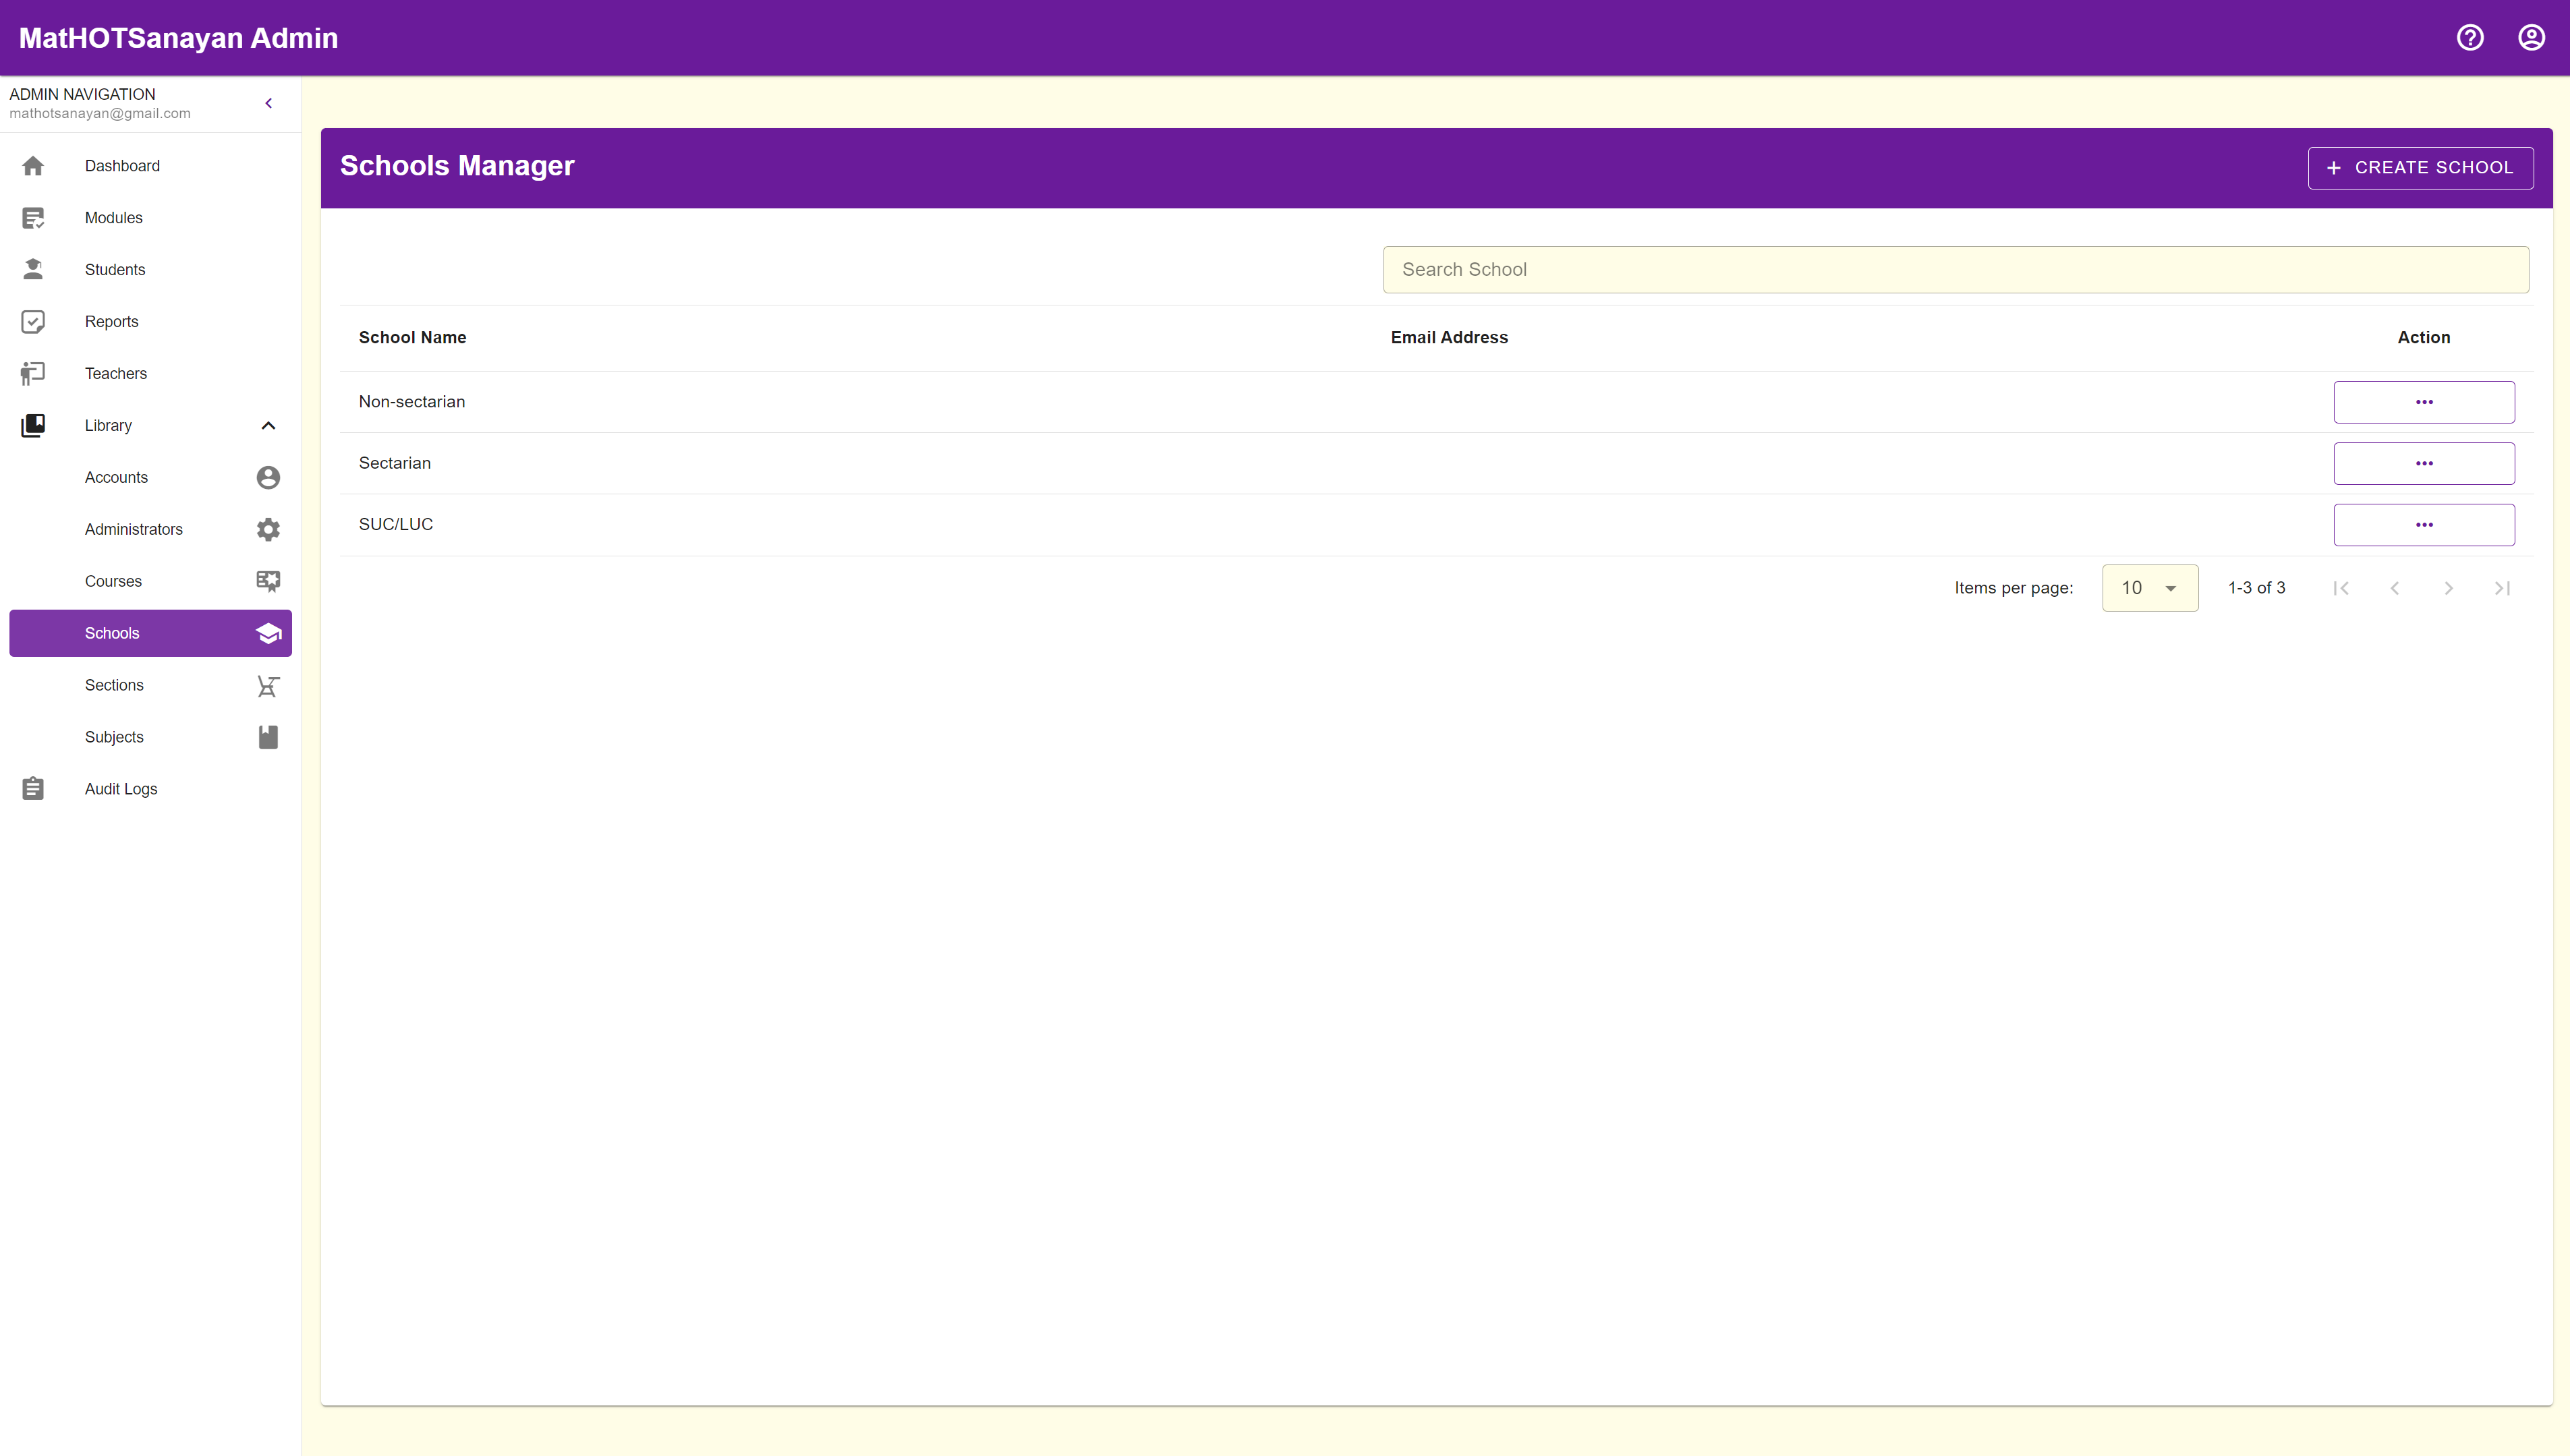 MatHOTSanayan Admin
ADMIN NAVIGATION
mathotsanayan@gmail.com
Dashboard
Modules
Students
Reports
Teachers
Library
Accounts
Administrators
Courses
Schools
Sections
Subjects
Audit Logs
Schools Manager
CREATE SCHOOL
Search School
School Name Email Address Action
Non-sectarian
Sectarian
SUC/LUC
Items per page: 10 1-3 of 3